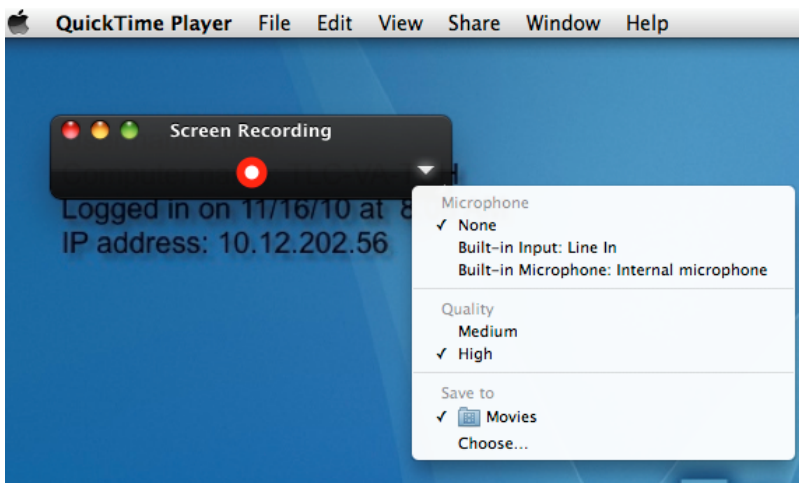 QuickTime Player File Edit View Share Window Help
Screen Recording
Logged in on 11/16/10 at 8
IP address: 10.12.202.56
Microphone
✓ None
Built-in Input: Line In
Built-in Microphone: Internal microphone
Quality
Medium
✓ High
Save to
✓ Movies
Choose...